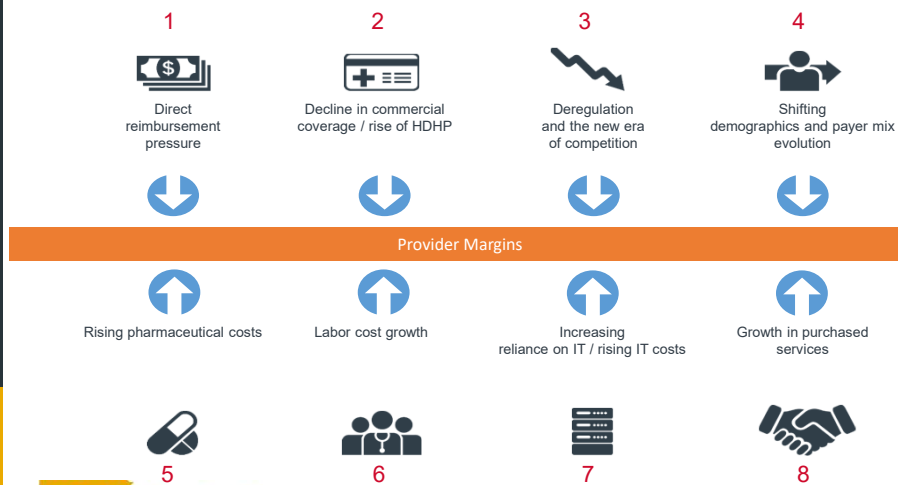 1
2
3
4
$
Direct
reimbursement
pressure
Decline in commercial
coverage / rise of HDHP
Deregulation
and the new era
of competition
Shifting
demographics and payer mix
evolution
Provider Margins
Rising pharmaceutical costs
Labor cost growth
Increasing
reliance on IT / rising IT costs
Growth in purchased
services
5
6
7
8